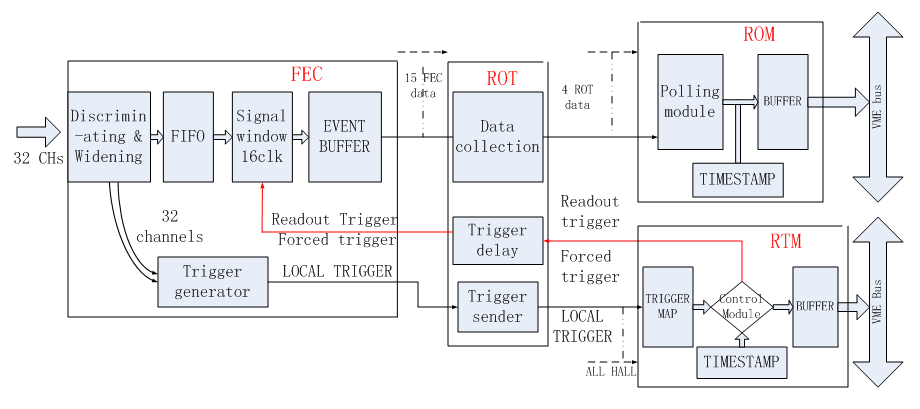 FEC
32 CHs
Discrimin
-ating &
Widening
FIFO
Signal
window
16clk
EVENT
BUFFER
32
channels
Trigger
generator
Readout Trigger
Forced trigger
LOCAL TRIGGER
15 FEC
data
ROT
Data
collection
Trigger
delay
Trigger
sender
4 ROT
data
Readout
trigger
Forced
trigger
LOCAL
TRIGGER
ALL HALL
ROM
Polling
module
BUFFER
TIMESTAMP
VME bus
RTM
TRIGGER
MAP
Control
Module
BUFFER
TIMESTAMP
VME Bus